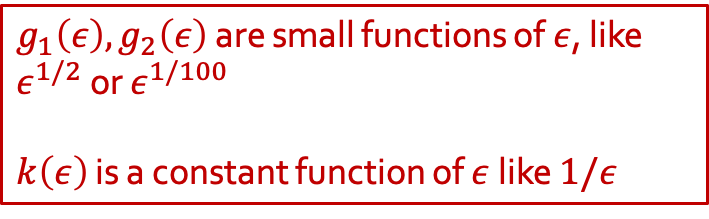 g₁(ϵ), g₂(ϵ) are small functions of ϵ, like
ϵ^1/2 or ϵ^1/100
k(ϵ) is a constant function of ϵ like 1/ϵ